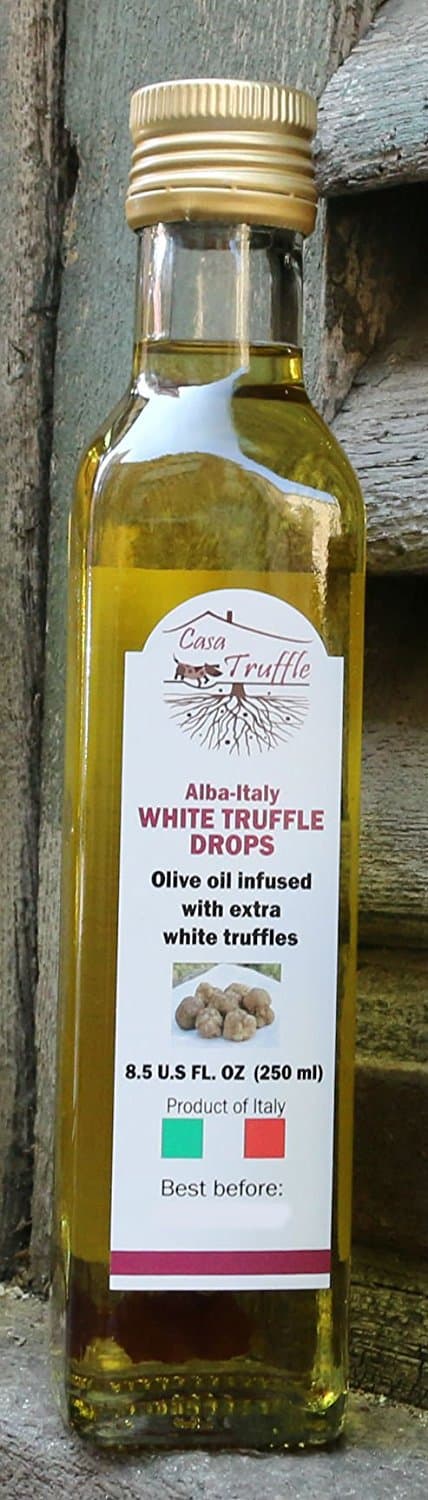 Casa
Truffle
Alba-Italy
WHITE TRUFFLE
DROPS
Olive oil infused
with extra
white truffles
8.5 U.S FL. OZ (250 ml)
Product of Italy
Best before: